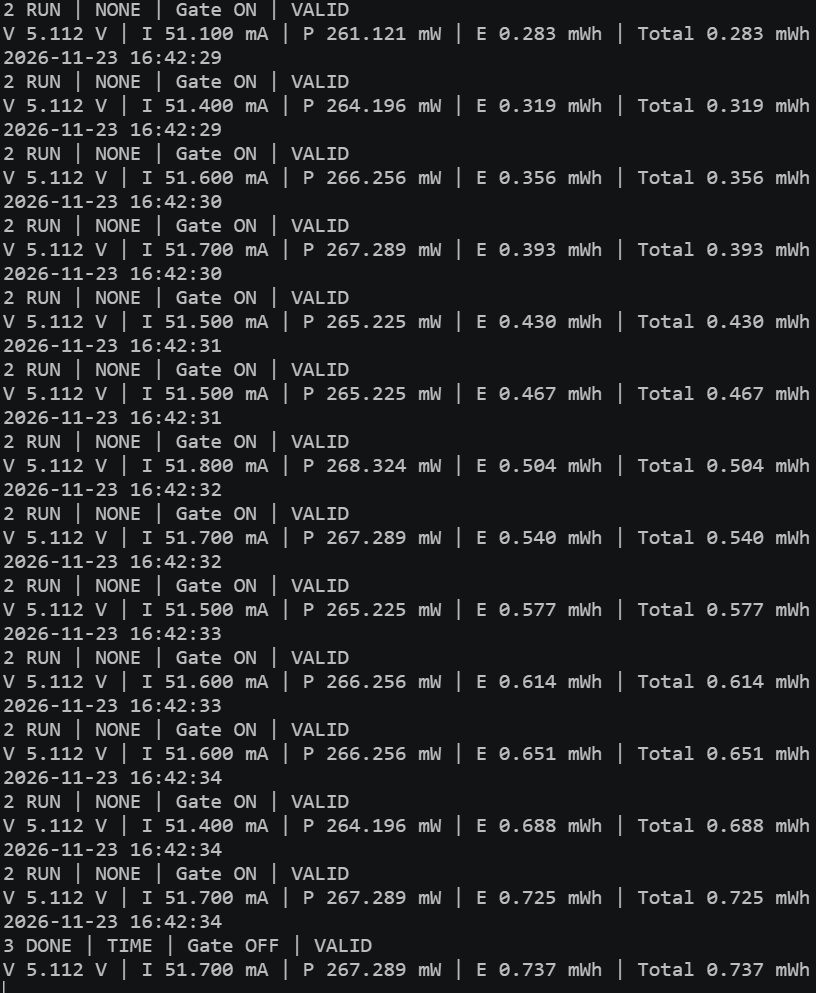 2 RUN | NONE | Gate ON | VALID
V 5.112 V | I 51.100 mA | P 261.121 mW | E 0.283 mWh | Total 0.283 mWh
2026-11-23 16:42:29
2 RUN | NONE | Gate ON | VALID
V 5.112 V | I 51.400 mA | P 264.196 mW | E 0.319 mWh | Total 0.319 mWh
2026-11-23 16:42:29
2 RUN | NONE | Gate ON | VALID
V 5.112 V | I 51.600 mA | P 266.256 mW | E 0.356 mWh | Total 0.356 mWh
2026-11-23 16:42:30
2 RUN | NONE | Gate ON | VALID
V 5.112 V | I 51.700 mA | P 267.289 mW | E 0.393 mWh | Total 0.393 mWh
2026-11-23 16:42:30
2 RUN | NONE | Gate ON | VALID
V 5.112 V | I 51.500 mA | P 265.225 mW | E 0.430 mWh | Total 0.430 mWh
2026-11-23 16:42:31
2 RUN | NONE | Gate ON | VALID
V 5.112 V | I 51.500 mA | P 265.225 mW | E 0.467 mWh | Total 0.467 mWh
2026-11-23 16:42:31
2 RUN | NONE | Gate ON | VALID
V 5.112 V | I 51.800 mA | P 268.324 mW | E 0.504 mWh | Total 0.504 mWh
2026-11-23 16:42:32
2 RUN | NONE | Gate ON | VALID
V 5.112 V | I 51.700 mA | P 267.289 mW | E 0.540 mWh | Total 0.540 mWh
2026-11-23 16:42:32
2 RUN | NONE | Gate ON | VALID
V 5.112 V | I 51.500 mA | P 265.225 mW | E 0.577 mWh | Total 0.577 mWh
2026-11-23 16:42:33
2 RUN | NONE | Gate ON | VALID
V 5.112 V | I 51.600 mA | P 266.256 mW | E 0.614 mWh | Total 0.614 mWh
2026-11-23 16:42:33
2 RUN | NONE | Gate ON | VALID
V 5.112 V | I 51.600 mA | P 266.256 mW | E 0.651 mWh | Total 0.651 mWh
2026-11-23 16:42:34
2 RUN | NONE | Gate ON | VALID
V 5.112 V | I 51.400 mA | P 264.196 mW | E 0.688 mWh | Total 0.688 mWh
2026-11-23 16:42:34
2 RUN | NONE | Gate ON | VALID
V 5.112 V | I 51.700 mA | P 267.289 mW | E 0.725 mWh | Total 0.725 mWh
2026-11-23 16:42:34
3 DONE | TIME | Gate OFF | VALID
V 5.112 V | I 51.700 mA | P 267.289 mW | E 0.737 mWh | Total 0.737 mWh